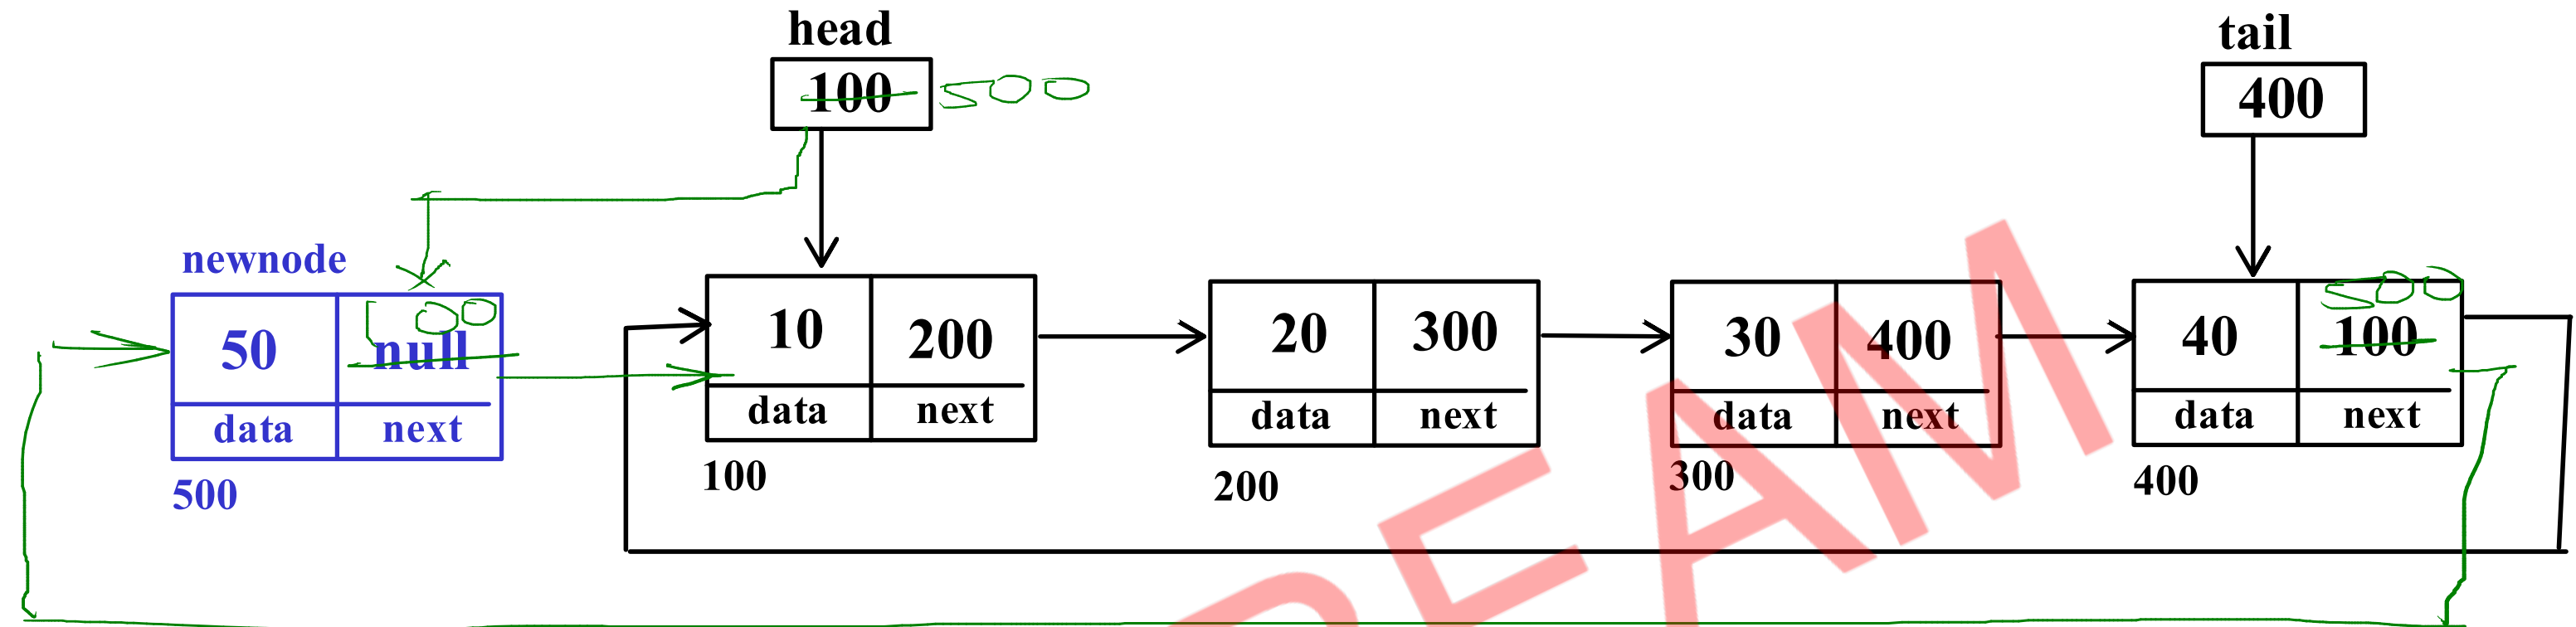 head
tail
100 500
400
newnode
50 100 null
10 200
20 300
30 400
40 500 100
data next
data next
data next
data next
data next
500
100
200
300
400